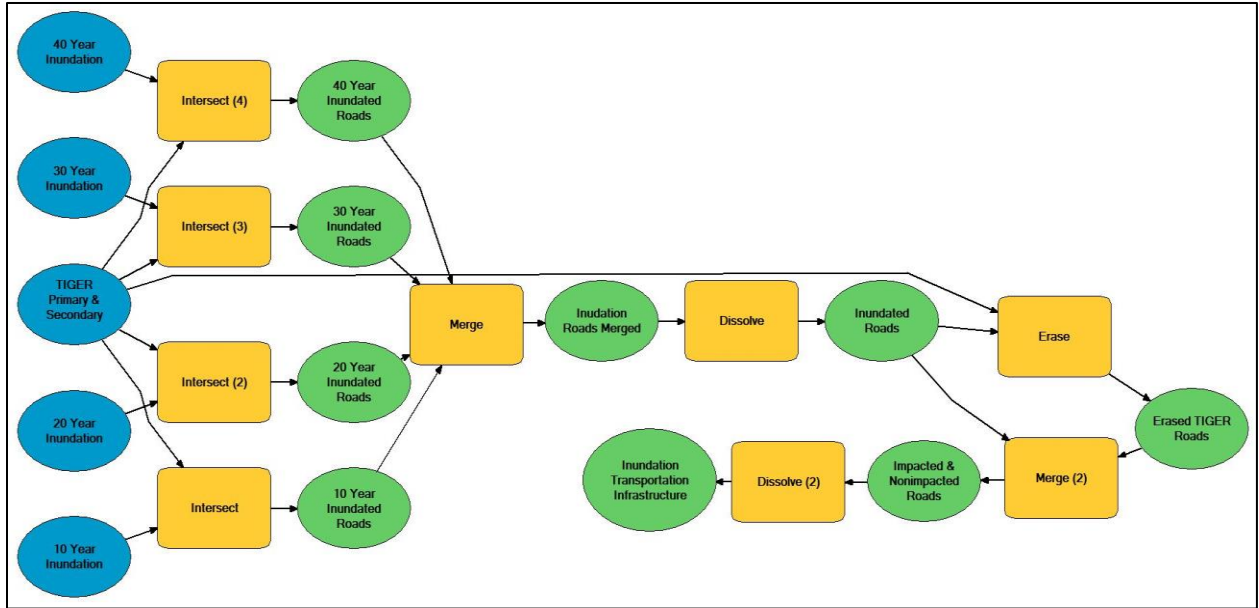 40 Year
Inundation
Intersect (4)
40 Year
Inundated
Roads
30 Year
Inundation
Intersect (3)
30 Year
Inundated
Roads
TIGER
Primary &
Secondary
Merge
Inudation
Roads Merged
Dissolve
Inundated
Roads
Erase
Intersect (2)
20 Year
Inundated
Roads
20 Year
Inundation
Erased TIGER
Roads
Inundation
Transportation
Infrastructure
Dissolve (2)
Impacted &
Nonimpacted
Roads
Merge (2)
Intersect
10 Year
Inundated
Roads
10 Year
Inundation